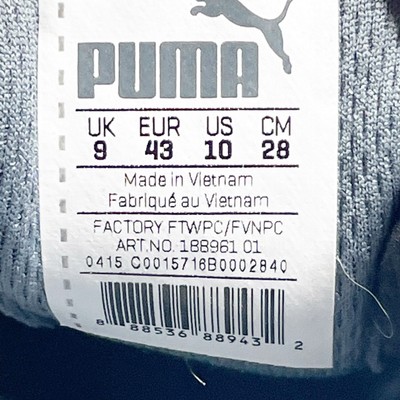 PUMA
UK EUR US CM
9 43 10 28
Made in Vietnam
Fabriqué au Vietnam
FACTORY FTWPC/FVNPC
ART.NO. 188961 01
0415 C0015716B0002840
8 88536 88943 2